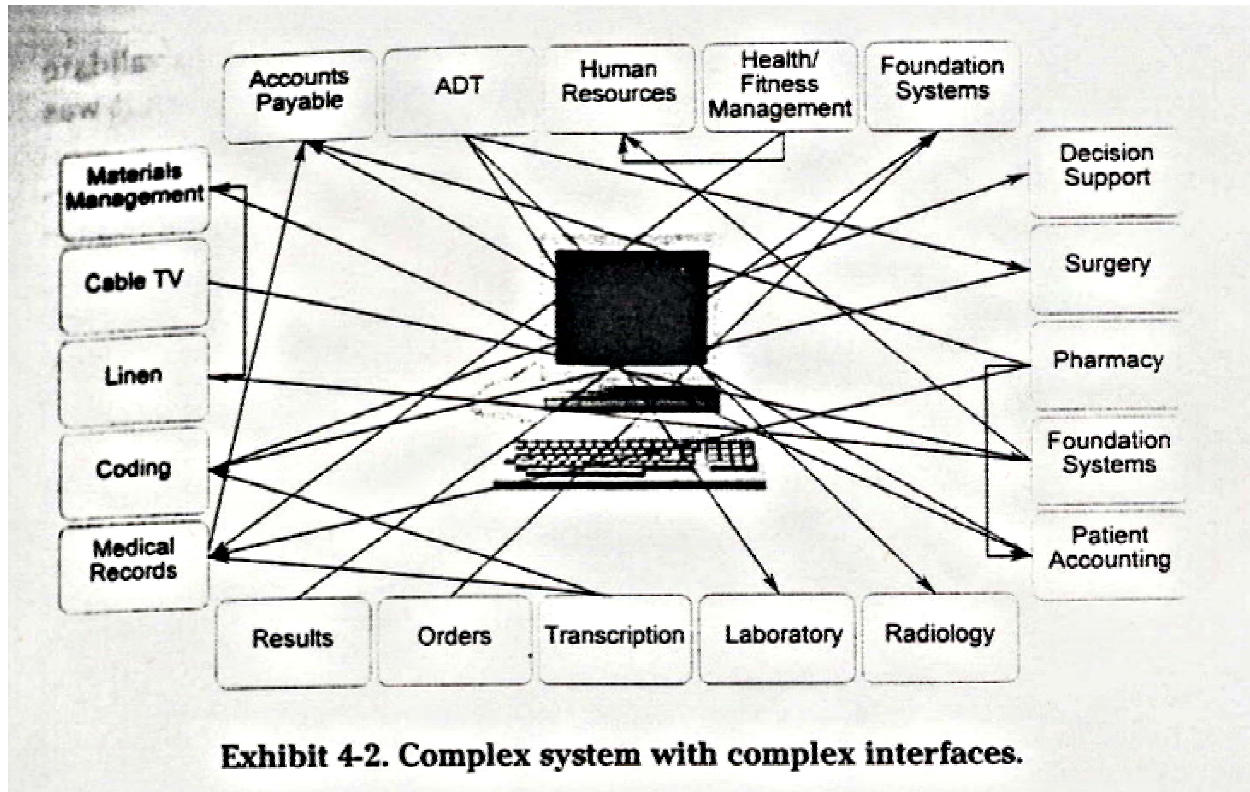 Accounts
Payable
ADT
Human
Resources
Health/
Fitness
Management
Foundation
Systems
Materials
Management
Cable TV
Linen
Coding
Medical
Records
Decision
Support
Surgery
Pharmacy
Foundation
Systems
Patient
Accounting
Results
Orders
Transcription
Laboratory
Radiology
Exhibit 4-2. Complex system with complex interfaces.